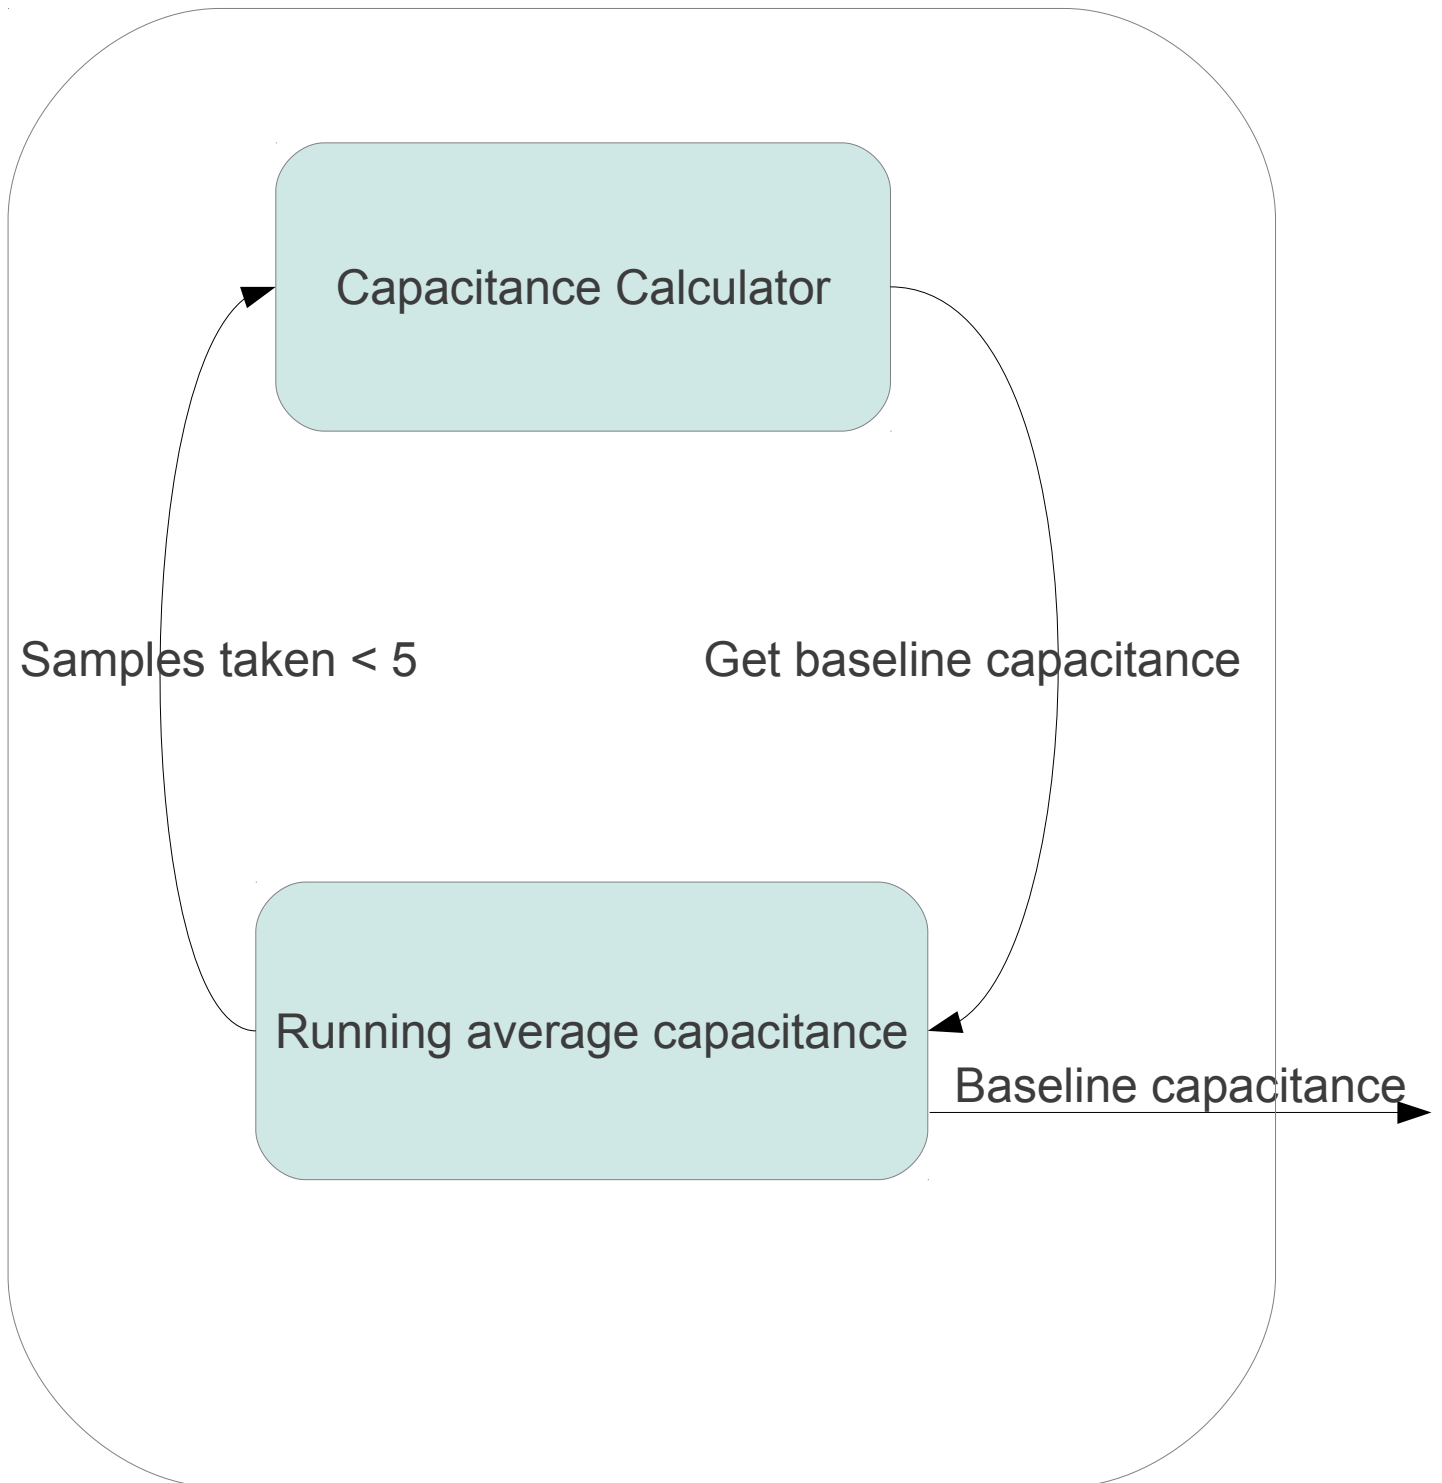 Capacitance Calculator
Samples taken < 5
Get baseline capacitance
Running average capacitance
Baseline capacitance